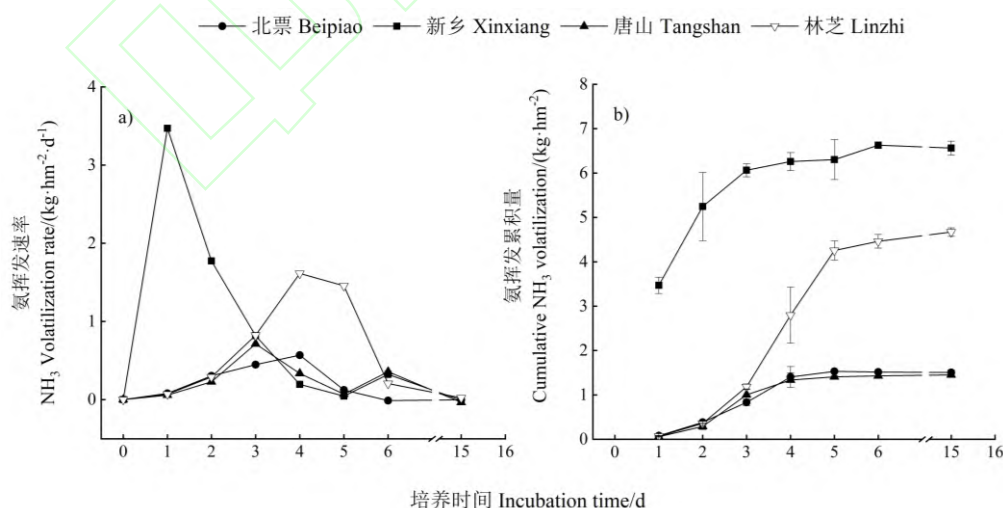 北票 Beipiao 新乡 Xinxiang 唐山 Tangshan 林芝 Linzhi
a)
氨挥发速率
NH₃ Volatilization rate/(kg·hm⁻²·d⁻¹)
4
3
2
1
0
0 1 2 3 4 5 6 15 16
b)
氨挥发累积量
Cumulative NH₃ volatilization/(kg·hm⁻²)
8
7
6
5
4
3
2
1
0
0 1 2 3 4 5 6 15 16
培养时间 Incubation time/d